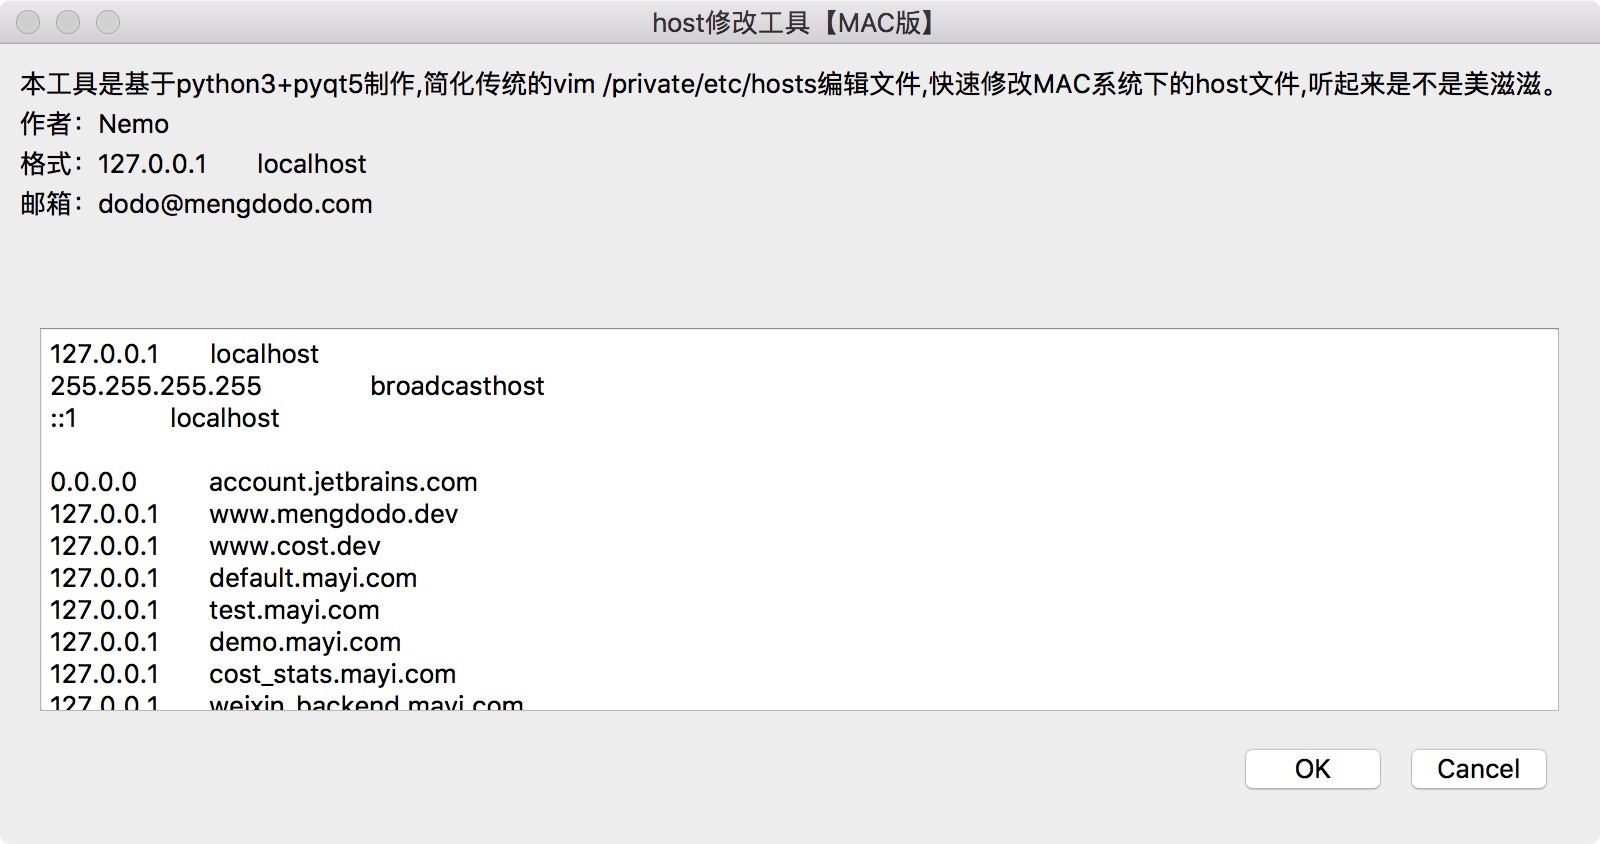 host修改工具【MAC版】
本工具是基于python3+pyqt5制作,简化传统的vim /private/etc/hosts编辑文件,快速修改MAC系统下的host文件,听起来是不是美滋滋。
作者：Nemo
格式：127.0.0.1 localhost
邮箱：dodo@mengdodo.com
127.0.0.1 localhost
255.255.255.255 broadcasthost
::1 localhost
0.0.0.0 account.jetbrains.com
127.0.0.1 www.mengdodo.dev
127.0.0.1 www.cost.dev
127.0.0.1 default.mayi.com
127.0.0.1 test.mayi.com
127.0.0.1 demo.mayi.com
127.0.0.1 cost_stats.mayi.com
127.0.0.1 weixin_backend.mayi.com
OK Cancel